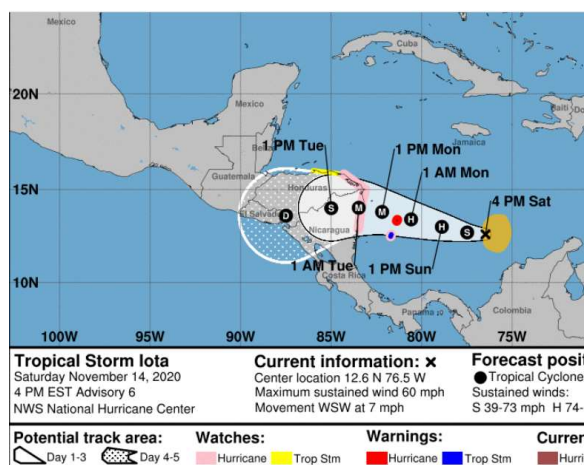 Mexico
Cuba
20N
Mexico
Haiti
Do
Jamaica
Belize
1 PM Tue
1 PM Mon
1 AM Mon
Guatemala
4 PM Sat
15N
Honduras
S M M H
El Salvador
D
H S
Nicaragua
1 AM Tue
1 PM Sun
Costa Rica
10N
Panama
Colombia
100W 95W 90W 85W 80W 75W
Tropical Storm Iota
Saturday November 14, 2020
4 PM EST Advisory 6
NWS National Hurricane Center
Current information: ×
Center location 12.6 N 76.5 W
Maximum sustained wind 60 mph
Movement WSW at 7 mph
Forecast posit
Tropical Cyclone
Sustained winds:
S 39-73 mph H 74-
Potential track area:
Day 1-3 Day 4-5
Watches:
Hurricane Trop Stm
Warnings:
Hurricane Trop Stm
Curren
Hurri